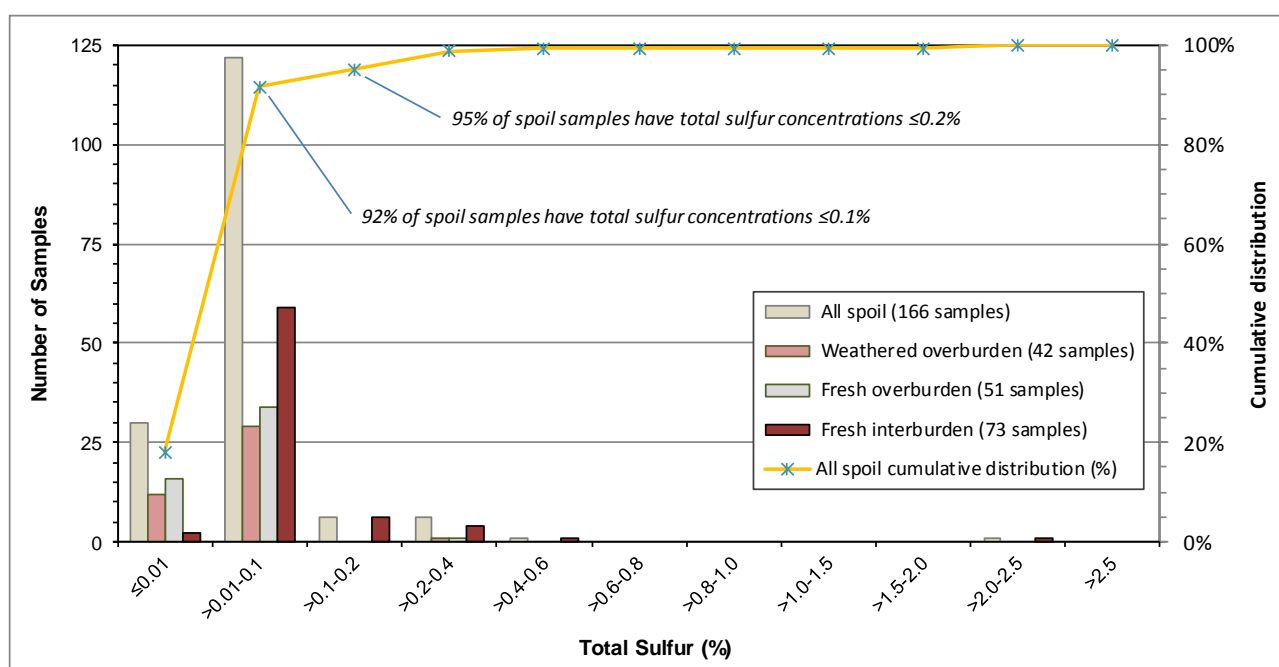 125
100
75
50
25
0
Number of Samples
100%
80%
60%
40%
20%
0%
Cumulative distribution
95% of spoil samples have total sulfur concentrations ≤0.2%
92% of spoil samples have total sulfur concentrations ≤0.1%
All spoil (166 samples)
Weathered overburden (42 samples)
Fresh overburden (51 samples)
Fresh interburden (73 samples)
All spoil cumulative distribution (%)
≤0.01
>0.01-0.1
>0.1-0.2
>0.2-0.4
>0.4-0.6
>0.6-0.8
>0.8-1.0
>1.0-1.5
>1.5-2.0
>2.0-2.5
>2.5
Total Sulfur (%)